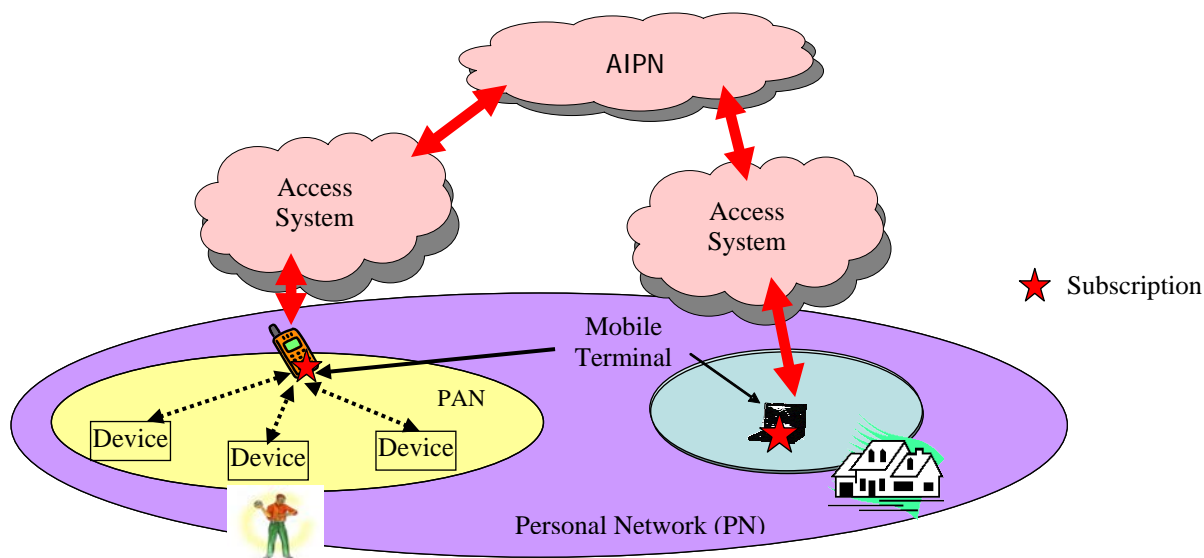 AIPN
Access
System
Access
System
Subscription
Mobile
Terminal
PAN
Device
Device
Device
Personal Network (PN)